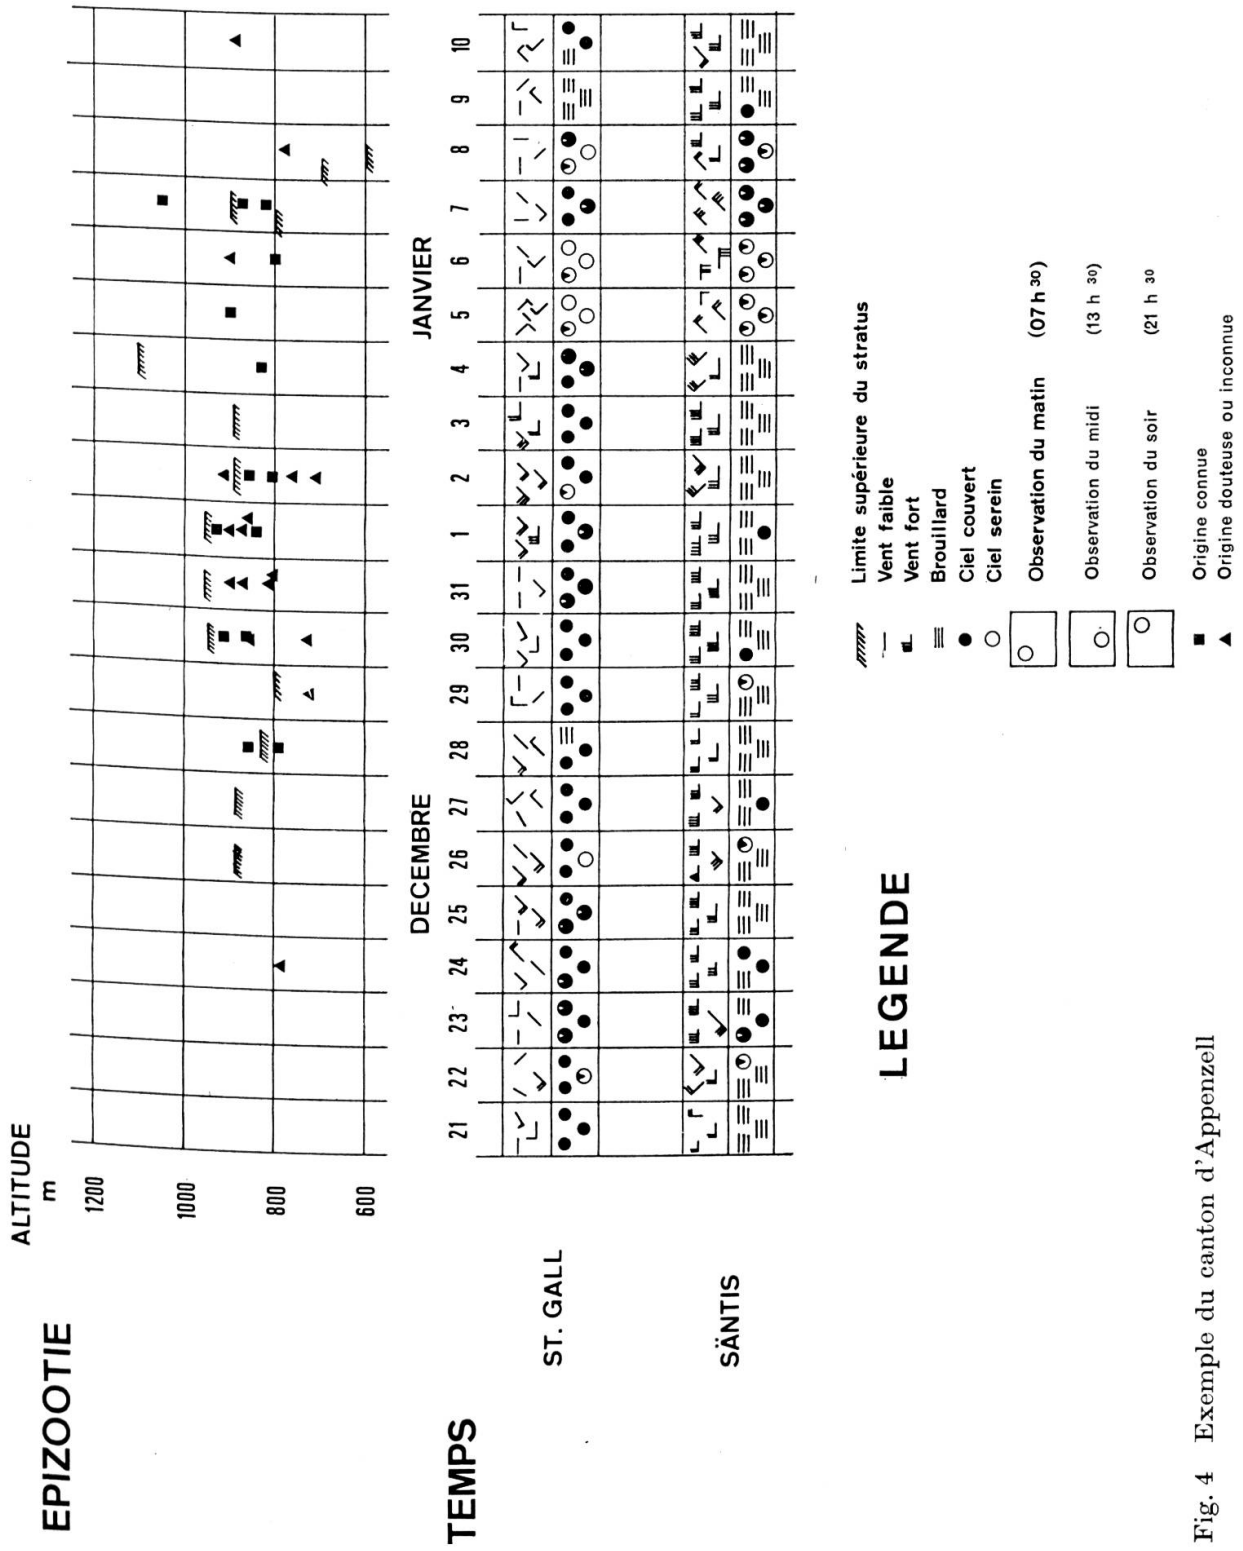 EPIZOOTIE
ALTITUDE
m
1200
1000
800
600
DECEMBRE JANVIER
21 22 23 24 25 26 27 28 29 30 31 1 2 3 4 5 6 7 8 9 10
TEMPS
ST. GALL
SÄNTIS
LEGENDE
Limite supérieure du stratus
Vent faible
Vent fort
Brouillard
Ciel couvert
Ciel serein
Observation du matin (07 h 30)
Observation du midi (13 h 30)
Observation du soir (21 h 30
Origine connue
Origine douteuse ou inconnue
Fig. 4 Exemple du canton d'Appenzell